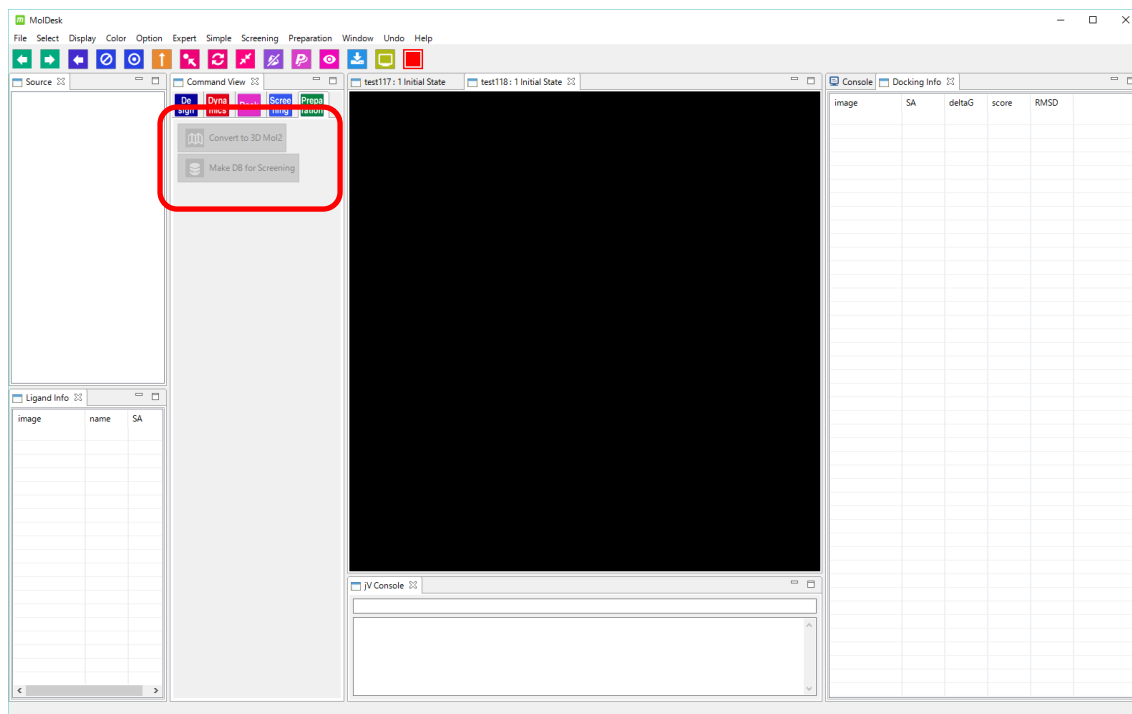 MolDesk
File Select Display Color Option Expert Simple Screening Preparation Window Undo Help
Source
Command View
test117 : 1 Initial State
test118 : 1 Initial State
Console
Docking Info
De
sign
Dyna
mics
Scree
ning
Prepa
ration
Convert to 3D Mol2
Make DB for Screening
image SA deltaG score RMSD
Ligand Info
image name SA
jV Console